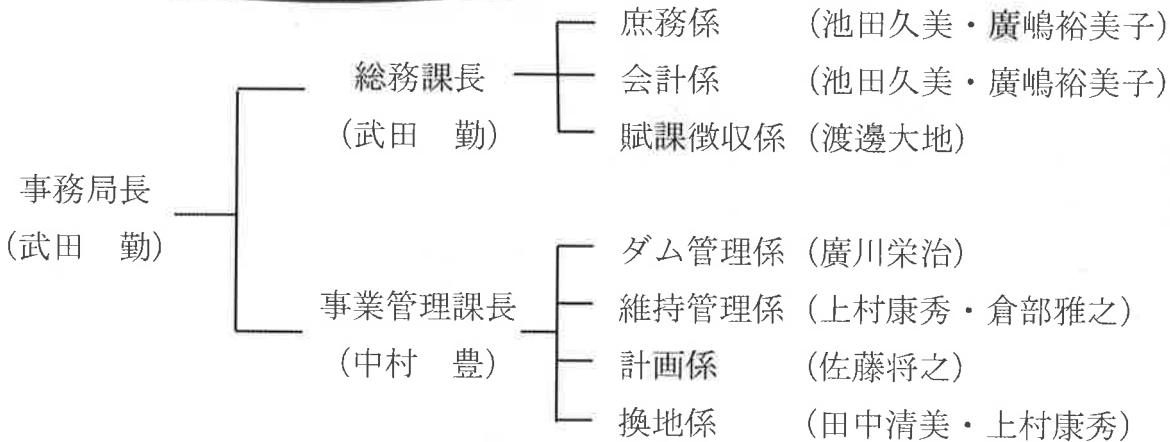 事務局長
(武田　勤)
総務課長
(武田　勤)
庶務係　(池田久美・廣嶋裕美子)
会計係　(池田久美・廣嶋裕美子)
賦課徴収係 (渡邊大地)
事業管理課長
(中村　豊)
ダム管理係 (廣川栄治)
維持管理係 (上村康秀・倉部雅之)
計画係　(佐藤将之)
換地係　(田中清美・上村康秀)